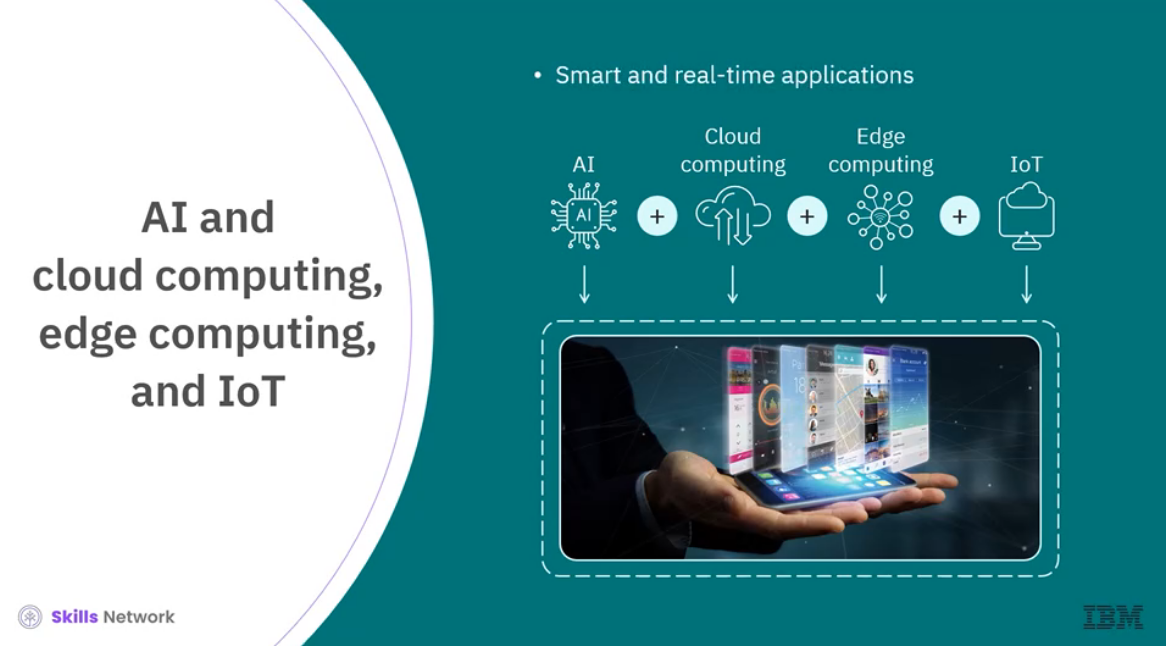 AI and
cloud computing,
edge computing,
and IoT
• Smart and real-time applications
AI
Cloud
computing
Edge
computing
IoT
AI
+
+
+
Skills Network
IBM